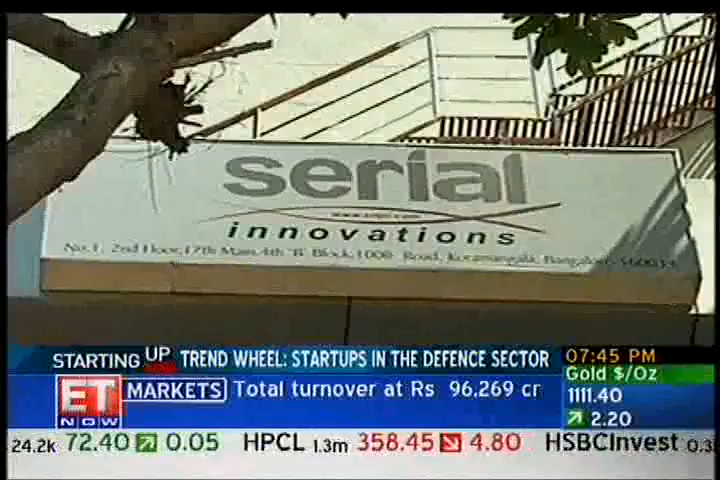 serial
innovations
No.1, 2nd Floor, 17th Main, 4th 'B' Block, 100ft Road, Koramangala, Bangalore
STARTING UP
TREND WHEEL: STARTUPS IN THE DEFENCE SECTOR
07:45 PM
ET NOW
MARKETS
Total turnover at Rs 96,269 cr
Gold $/Oz
1111.40
2.20
24.2k 72.40 0.05 HPCL 1.3m 358.45 4.80 HSBCInvest 0.3